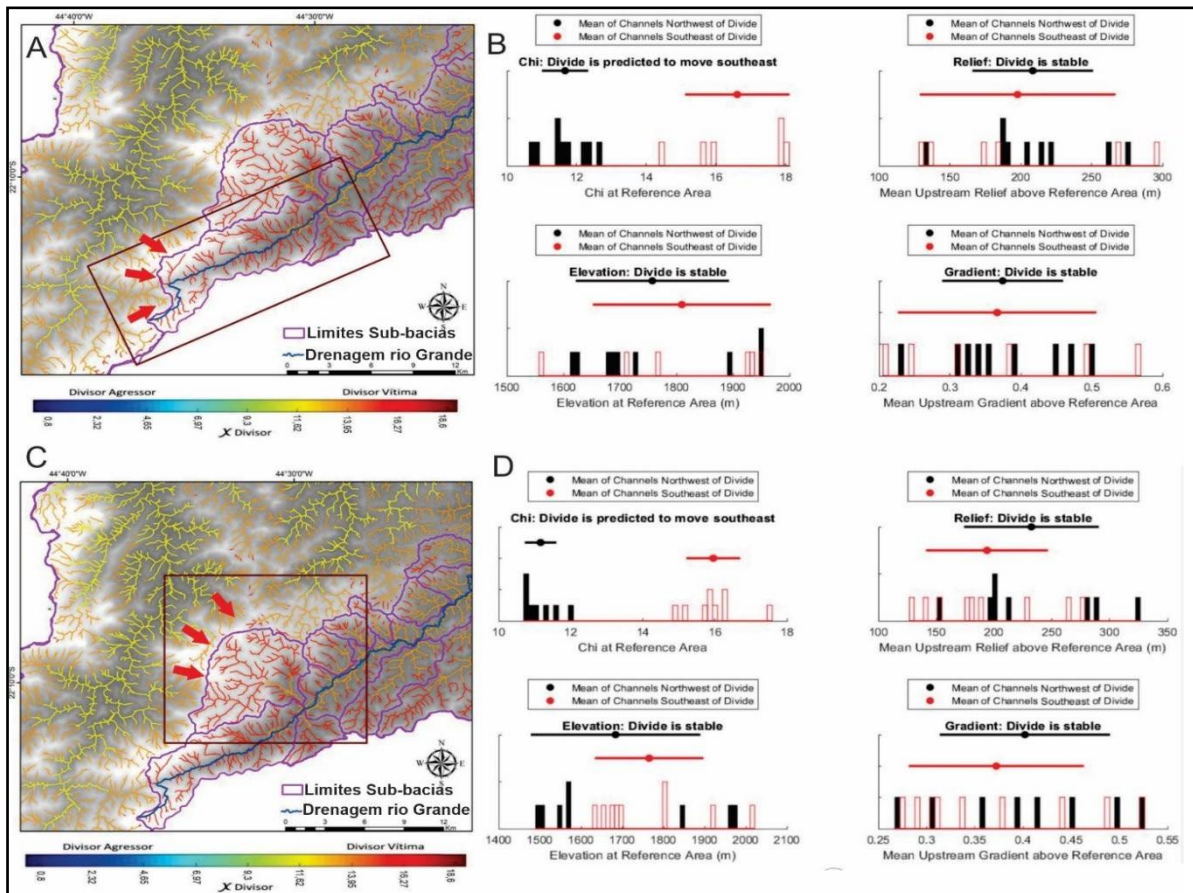 A
44°40'0"W
44°30'0"W
22°10'0"S
N
W
E
S
Limites Sub-bacias
Drenagem rio Grande
0
3
6
9
12
Km
Divisor Agressor
Divisor Vítima
0,8
2,32
4,65
6,97
9,3
11,62
13,95
16,27
18,6
χ Divisor
B
Mean of Channels Northwest of Divide
Mean of Channels Southeast of Divide
Chi: Divide is predicted to move southeast
10
12
14
16
18
Chi at Reference Area
Mean of Channels Northwest of Divide
Mean of Channels Southeast of Divide
Relief: Divide is stable
100
150
200
250
300
Mean Upstream Relief above Reference Area (m)
Mean of Channels Northwest of Divide
Mean of Channels Southeast of Divide
Elevation: Divide is stable
1500
1600
1700
1800
1900
2000
Elevation at Reference Area (m)
Mean of Channels Northwest of Divide
Mean of Channels Southeast of Divide
Gradient: Divide is stable
0.2
0.3
0.4
0.5
0.6
Mean Upstream Gradient above Reference Area
C
44°40'0"W
44°30'0"W
22°10'0"S
N
W
E
S
Limites Sub-bacias
Drenagem rio Grande
0
3
6
9
12
Km
Divisor Agressor
Divisor Vítima
0,8
2,32
4,65
6,97
9,3
11,62
13,95
16,27
18,6
χ Divisor
D
Mean of Channels Northwest of Divide
Mean of Channels Southeast of Divide
Chi: Divide is predicted to move southeast
10
12
14
16
18
Chi at Reference Area
Mean of Channels Northwest of Divide
Mean of Channels Southeast of Divide
Relief: Divide is stable
100
150
200
250
300
350
Mean Upstream Relief above Reference Area (m)
Mean of Channels Northwest of Divide
Mean of Channels Southeast of Divide
Elevation: Divide is stable
1400
1500
1600
1700
1800
1900
2000
2100
Elevation at Reference Area (m)
Mean of Channels Northwest of Divide
Mean of Channels Southeast of Divide
Gradient: Divide is stable
0.25
0.3
0.35
0.4
0.45
0.5
0.55
Mean Upstream Gradient above Reference Area